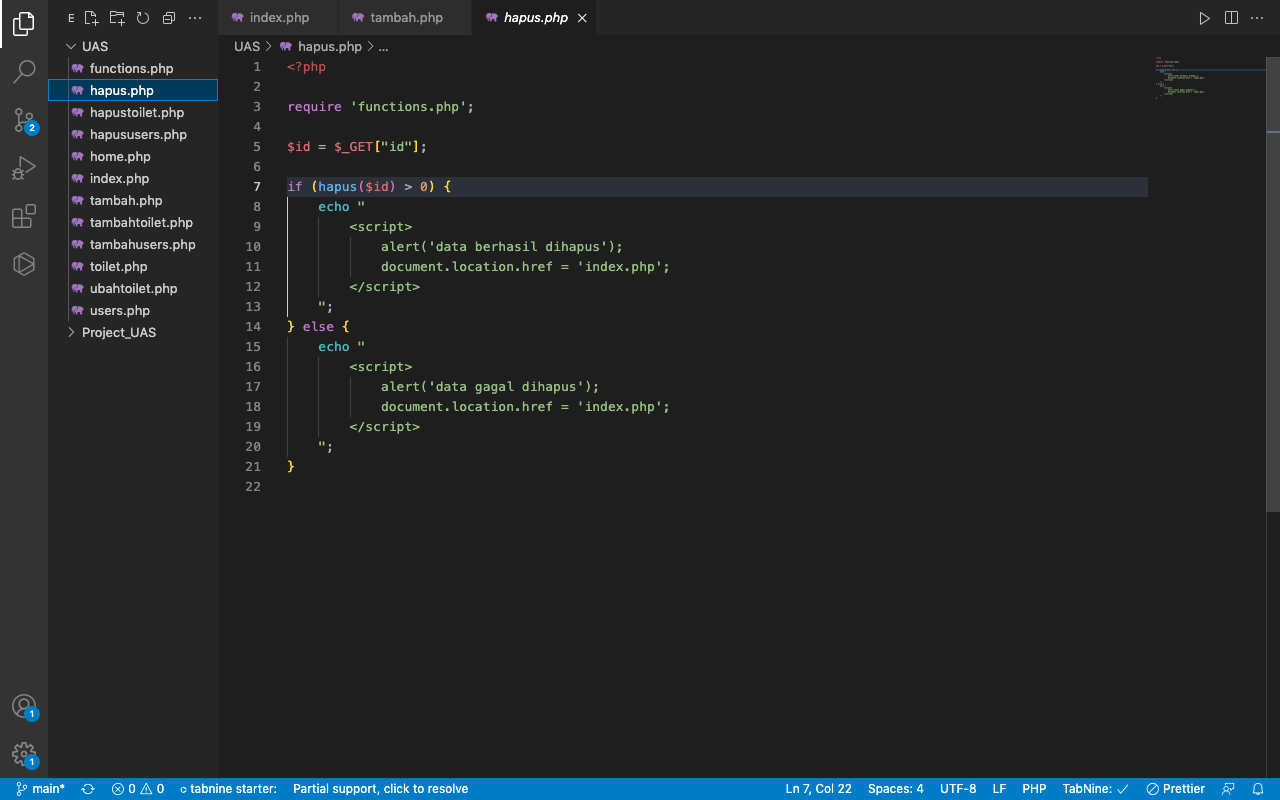 E
index.php
tambah.php
hapus.php
UAS
functions.php
hapus.php
hapustoilet.php
hapususers.php
home.php
index.php
tambah.php
tambahtoilet.php
tambahusers.php
toilet.php
ubahtoilet.php
users.php
Project_UAS
2
1
1
UAS > hapus.php > ...
1 <?php
2
3 require 'functions.php';
4
5 $id = $_GET["id"];
6
7 if (hapus($id) > 0) {
8 echo "
9 <script>
10 alert('data berhasil dihapus');
11 document.location.href = 'index.php';
12 </script>
13 ";
14 } else {
15 echo "
16 <script>
17 alert('data gagal dihapus');
18 document.location.href = 'index.php';
19 </script>
20 ";
21 }
22
main* 0 0 tabnine starter: Partial support, click to resolve Ln 7, Col 22 Spaces: 4 UTF-8 LF PHP TabNine: Prettier